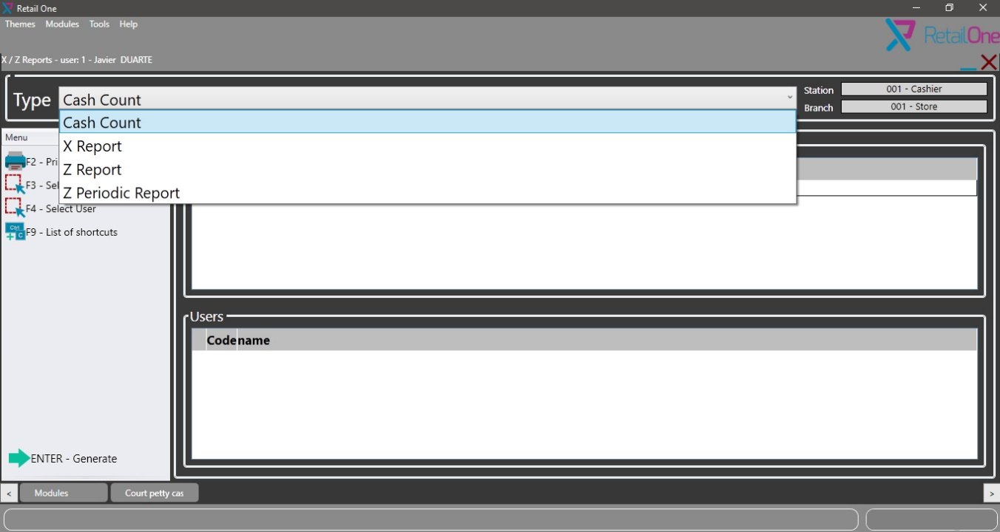 Retail One
Themes Modules Tools Help
RetailOne
X / Z Reports - user: 1 - Javier DUARTE
Type Cash Count
Station 001 - Cashier
Branch 001 - Store
Cash Count
X Report
Z Report
Z Periodic Report
Menu
F2 - Pri
F3 - Sel
F4 - Select User
F9 - List of shortcuts
Ctrl
+ C
Users
Code name
ENTER - Generate
< Modules Court petty cas >